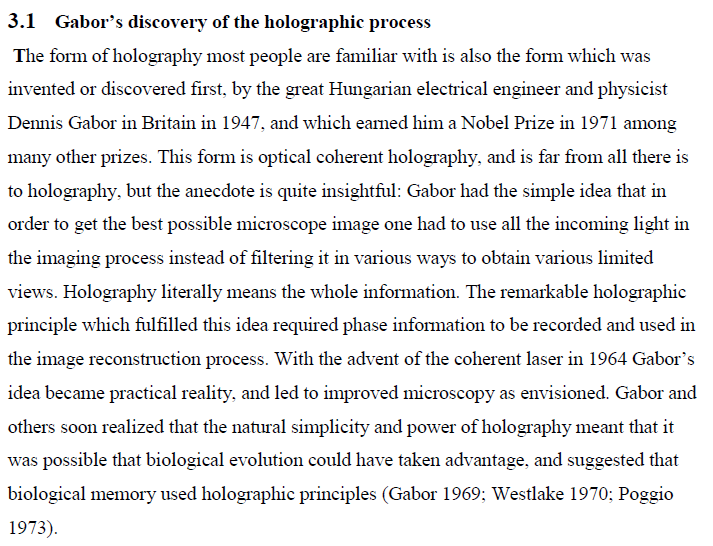 3.1 Gabor's discovery of the holographic process
The form of holography most people are familiar with is also the form which was
invented or discovered first, by the great Hungarian electrical engineer and physicist
Dennis Gabor in Britain in 1947, and which earned him a Nobel Prize in 1971 among
many other prizes. This form is optical coherent holography, and is far from all there is
to holography, but the anecdote is quite insightful: Gabor had the simple idea that in
order to get the best possible microscope image one had to use all the incoming light in
the imaging process instead of filtering it in various ways to obtain various limited
views. Holography literally means the whole information. The remarkable holographic
principle which fulfilled this idea required phase information to be recorded and used in
the image reconstruction process. With the advent of the coherent laser in 1964 Gabor's
idea became practical reality, and led to improved microscopy as envisioned. Gabor and
others soon realized that the natural simplicity and power of holography meant that it
was possible that biological evolution could have taken advantage, and suggested that
biological memory used holographic principles (Gabor 1969; Westlake 1970; Poggio
1973).